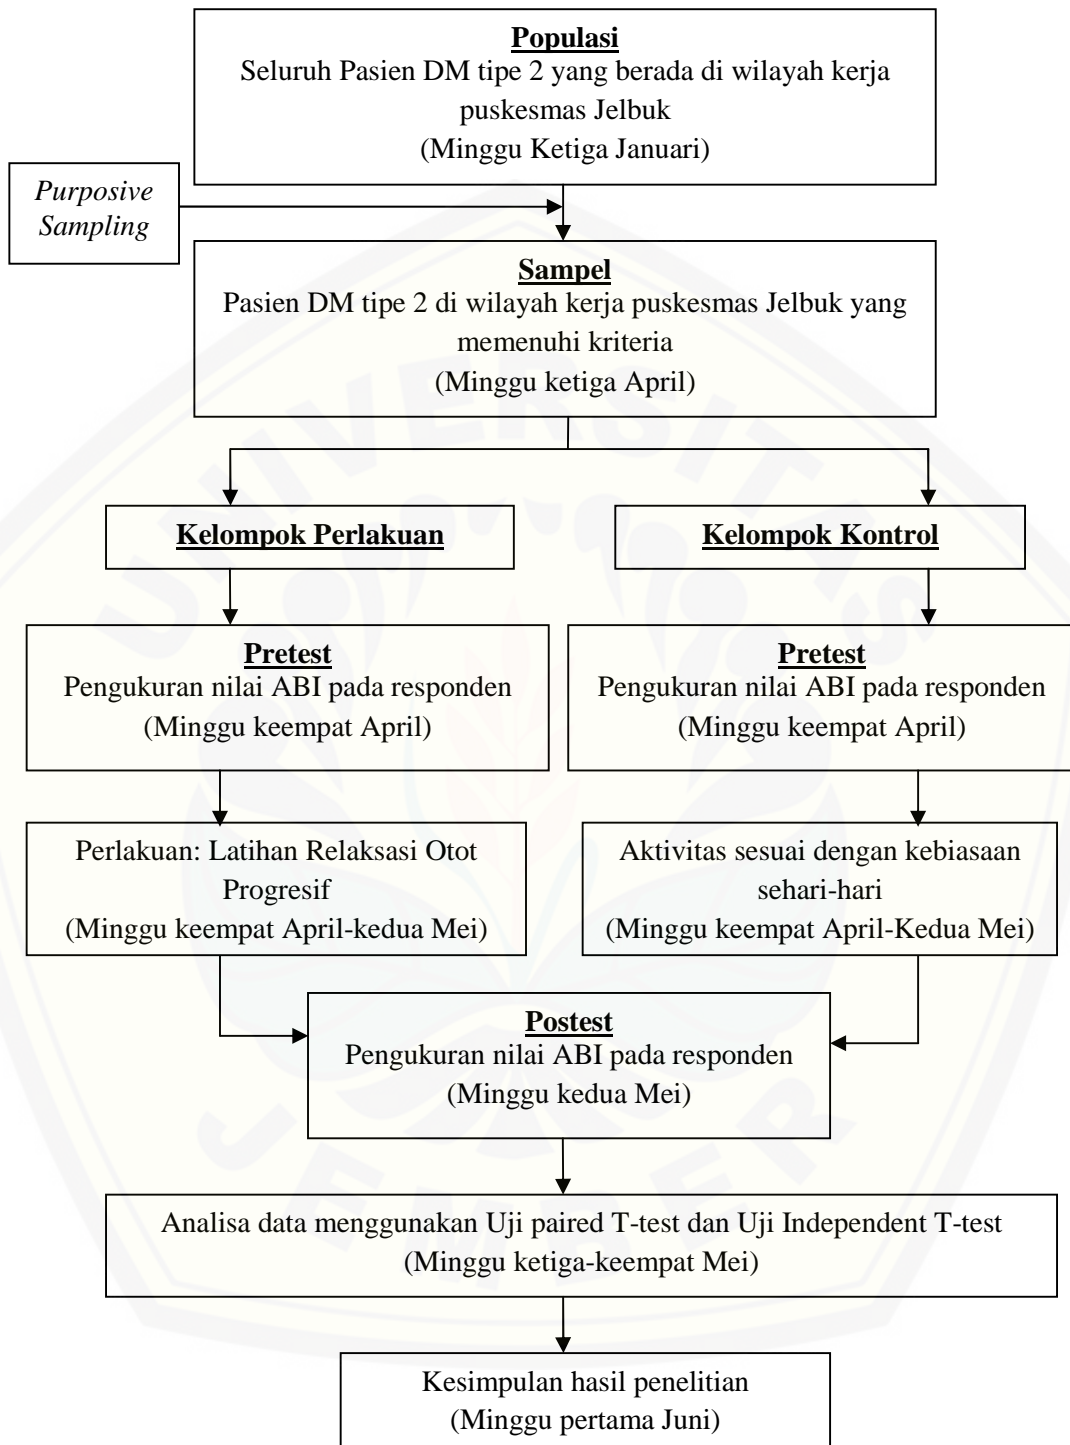 Populasi
Seluruh Pasien DM tipe 2 yang berada di wilayah kerja
puskesmas Jelbuk
(Minggu Ketiga Januari)
Purposive
Sampling
Sampel
Pasien DM tipe 2 di wilayah kerja puskesmas Jelbuk yang
memenuhi kriteria
(Minggu ketiga April)
Kelompok Perlakuan
Kelompok Kontrol
Pretest
Pengukuran nilai ABI pada responden
(Minggu keempat April)
Pretest
Pengukuran nilai ABI pada responden
(Minggu keempat April)
Perlakuan: Latihan Relaksasi Otot
Progresif
(Minggu keempat April-kedua Mei)
Aktivitas sesuai dengan kebiasaan
sehari-hari
(Minggu keempat April-Kedua Mei)
Postest
Pengukuran nilai ABI pada responden
(Minggu kedua Mei)
Analisa data menggunakan Uji paired T-test dan Uji Independent T-test
(Minggu ketiga-keempat Mei)
Kesimpulan hasil penelitian
(Minggu pertama Juni)
UNIVERSITAS
JEMBER